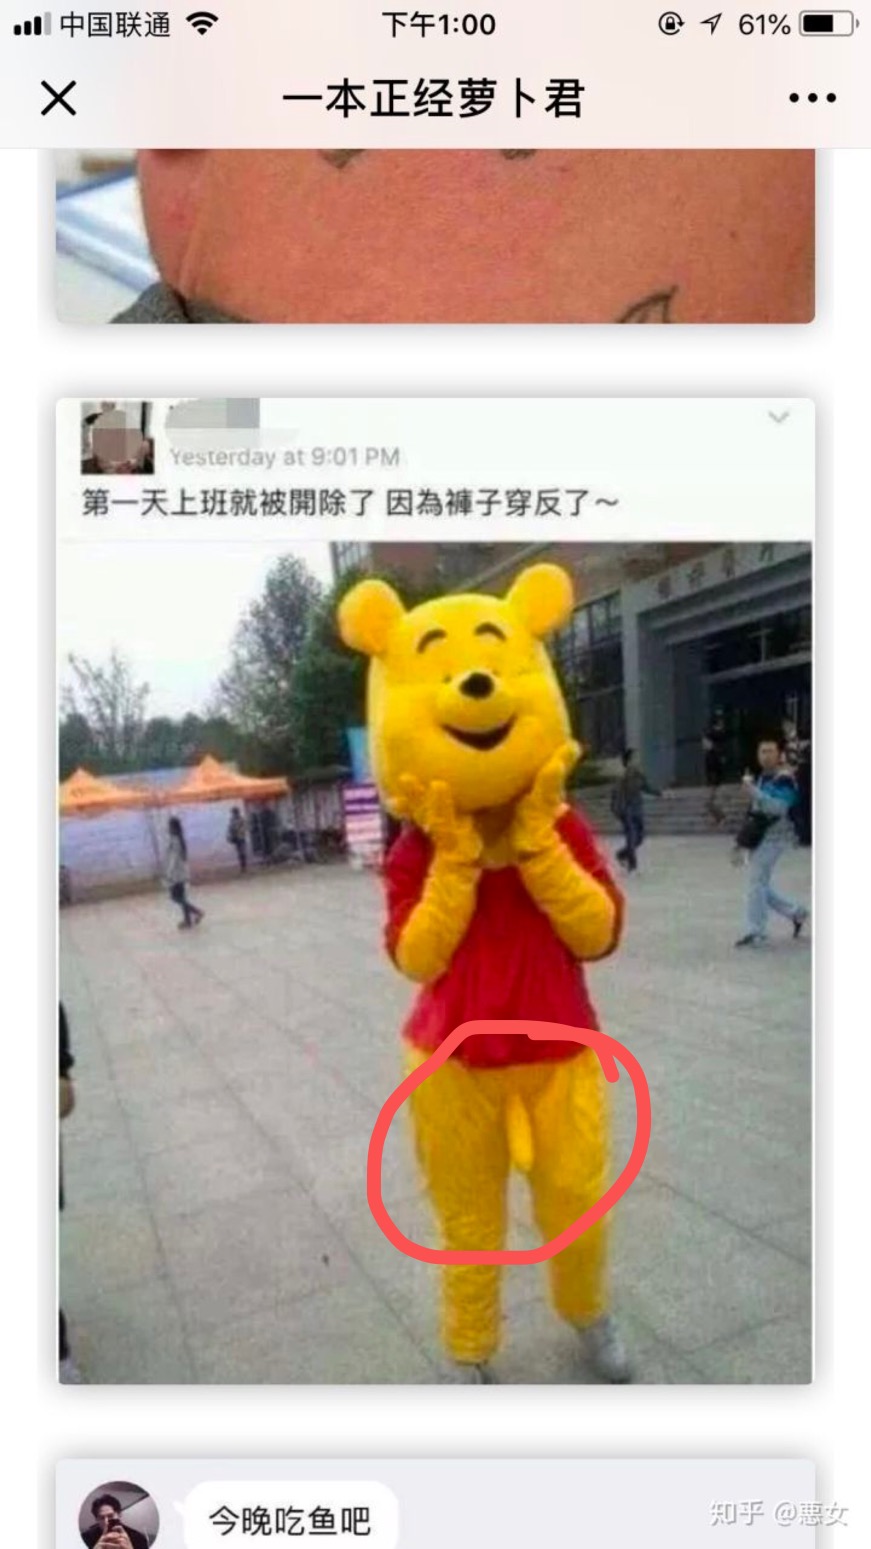 中国联通
下午1:00
61%
一本正经萝卜君
Yesterday at 9:01 PM
第一天上班就被開除了 因為褲子穿反了～
今晚吃鱼吧
知乎 @悪女